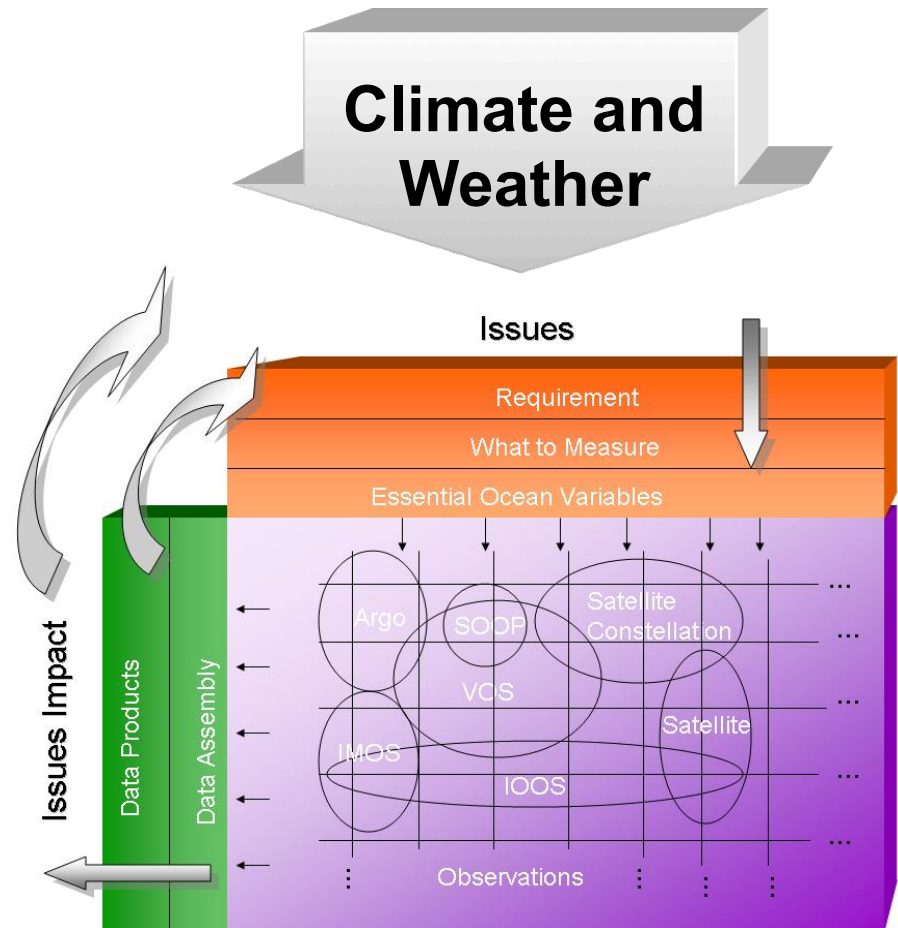 Climate and
Weather
Issues
Requirement
What to Measure
Essential Ocean Variables
Argo
SOOP
Satellite
Constellation
VOS
IMOS
Satellite
IOOS
Observations
Data Assembly
Data Products
Issues Impact